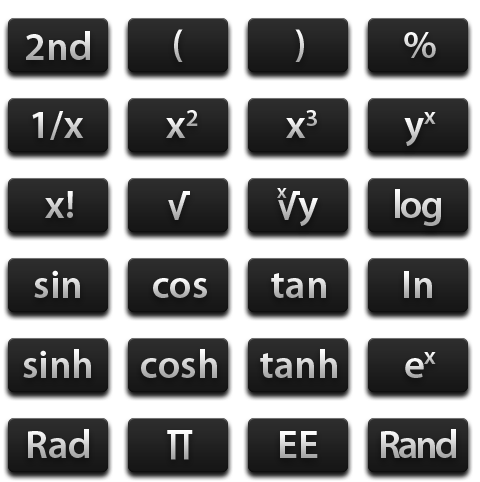 2nd ( ) %
1/x x² x³ yˣ
x! √ ˣ√y log
sin cos tan ln
sinh cosh tanh eˣ
Rad π EE Rand